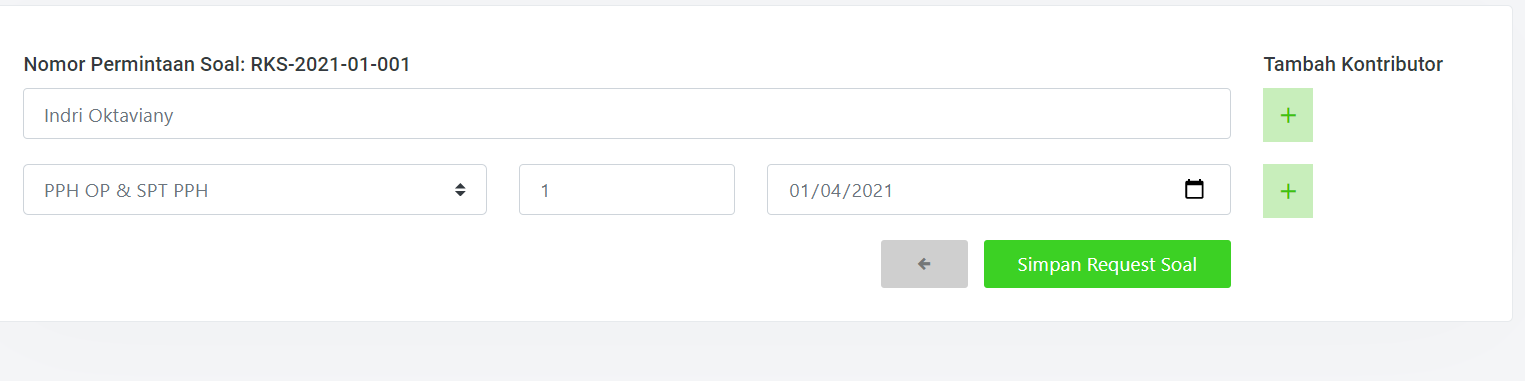 Nomor Permintaan Soal: RKS-2021-01-001
Tambah Kontributor
Indri Oktaviany
+
PPH OP & SPT PPH
1
01/04/2021
+
Simpan Request Soal